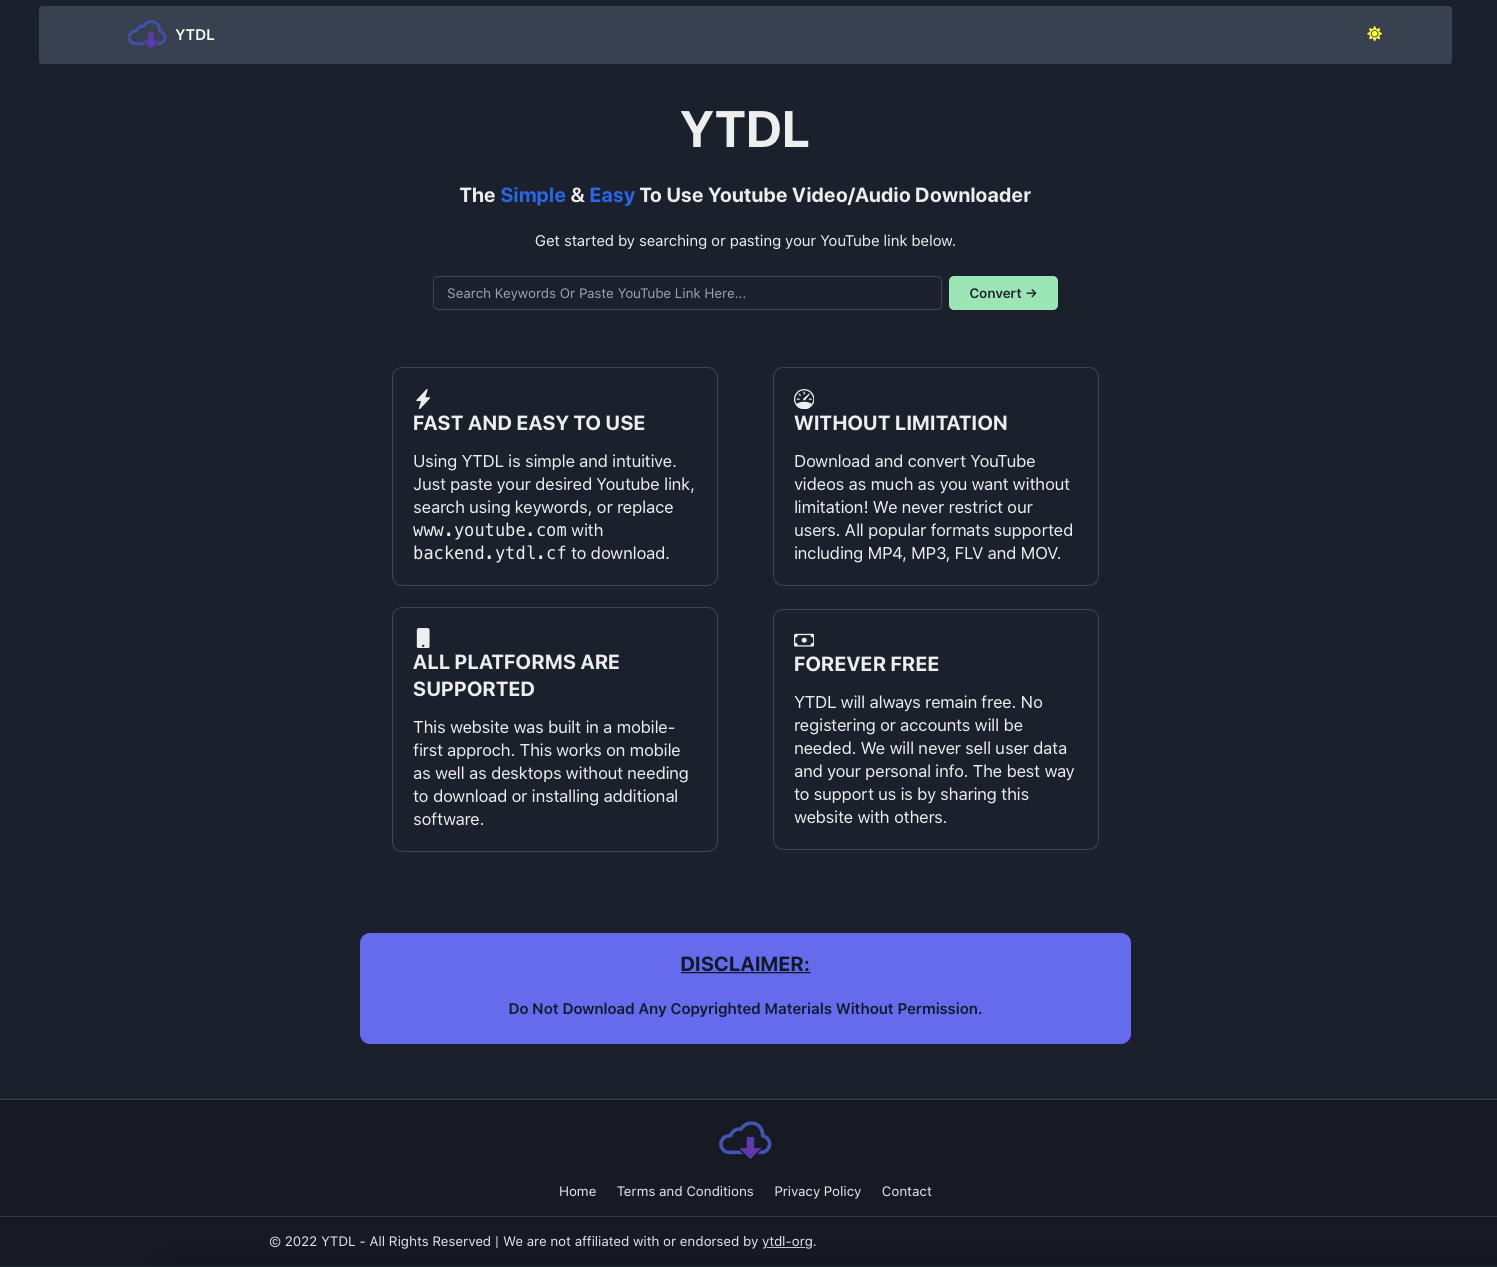 YTDL
YTDL
The Simple & Easy To Use Youtube Video/Audio Downloader
Get started by searching or pasting your YouTube link below.
Search Keywords Or Paste YouTube Link Here...
Convert →
FAST AND EASY TO USE
Using YTDL is simple and intuitive.
Just paste your desired Youtube link,
search using keywords, or replace
www.youtube.com with
backend.ytdl.cf to download.
WITHOUT LIMITATION
Download and convert YouTube
videos as much as you want without
limitation! We never restrict our
users. All popular formats supported
including MP4, MP3, FLV and MOV.
ALL PLATFORMS ARE
SUPPORTED
This website was built in a mobile-
first approch. This works on mobile
as well as desktops without needing
to download or installing additional
software.
FOREVER FREE
YTDL will always remain free. No
registering or accounts will be
needed. We will never sell user data
and your personal info. The best way
to support us is by sharing this
website with others.
DISCLAIMER:
Do Not Download Any Copyrighted Materials Without Permission.
Home Terms and Conditions Privacy Policy Contact
© 2022 YTDL - All Rights Reserved | We are not affiliated with or endorsed by ytdl-org.